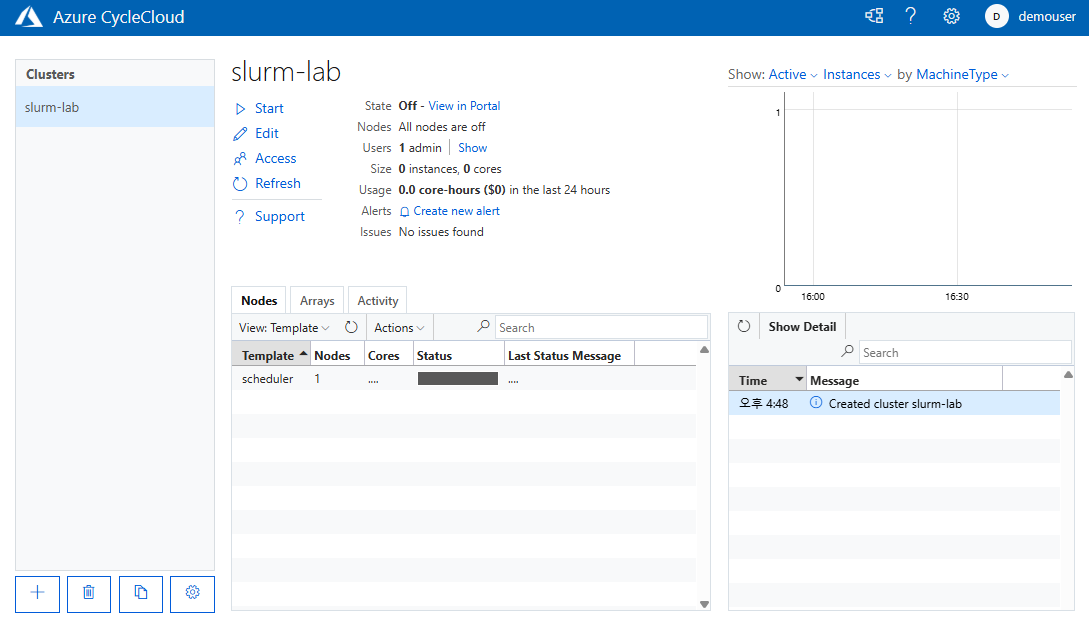 Azure CycleCloud
D demouser
Clusters
slurm-lab
slurm-lab
Start
Edit
Access
Refresh
? Support
State Off - View in Portal
Nodes All nodes are off
Users 1 admin Show
Size 0 instances, 0 cores
Usage 0.0 core-hours ($0) in the last 24 hours
Alerts Create new alert
Issues No issues found
Show: Active Instances by MachineType
1
0
16:00 16:30
Nodes Arrays Activity
View: Template Actions Search
Template Nodes Cores Status Last Status Message
scheduler 1 .... ....
Show Detail
Search
Time Message
오후 4:48 Created cluster slurm-lab